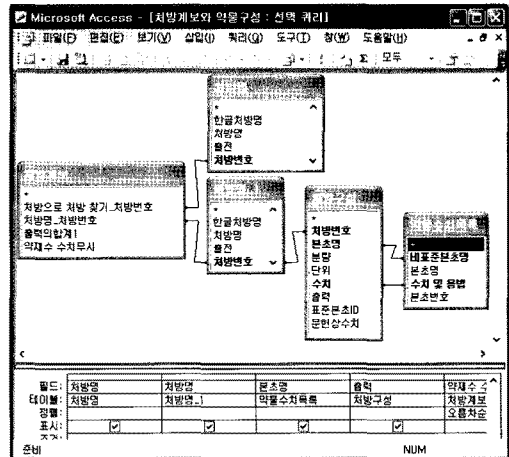 Microsoft Access - [처방계보와 약물구성 : 선택 쿼리]
파일(F) 편집(E) 보기(V) 삽입(I) 쿼리(Q) 도구(T) 창(W) 도움말(H)
Σ 모두
*
한글처방명
처방명
출전
처방번호
*
처방으로 처방 찾기_처방번호
처방명_처방번호
출력의합계1
약재수 수치무시
*
한글처방명
처방명
출전
처방번호
*
처방번호
본초명
분량
단위
수치
출력
표준본초ID
문헌상수치
*
비표준본초명
본초명
수치 및 용법
본초번호
필드: 처방명 처방명 본초명 출력 약재수
테이블: 처방명 처방명_1 약물수치목록 처방구성 처방계보
정렬: 오름차순
표시:
조건:
준비 NUM